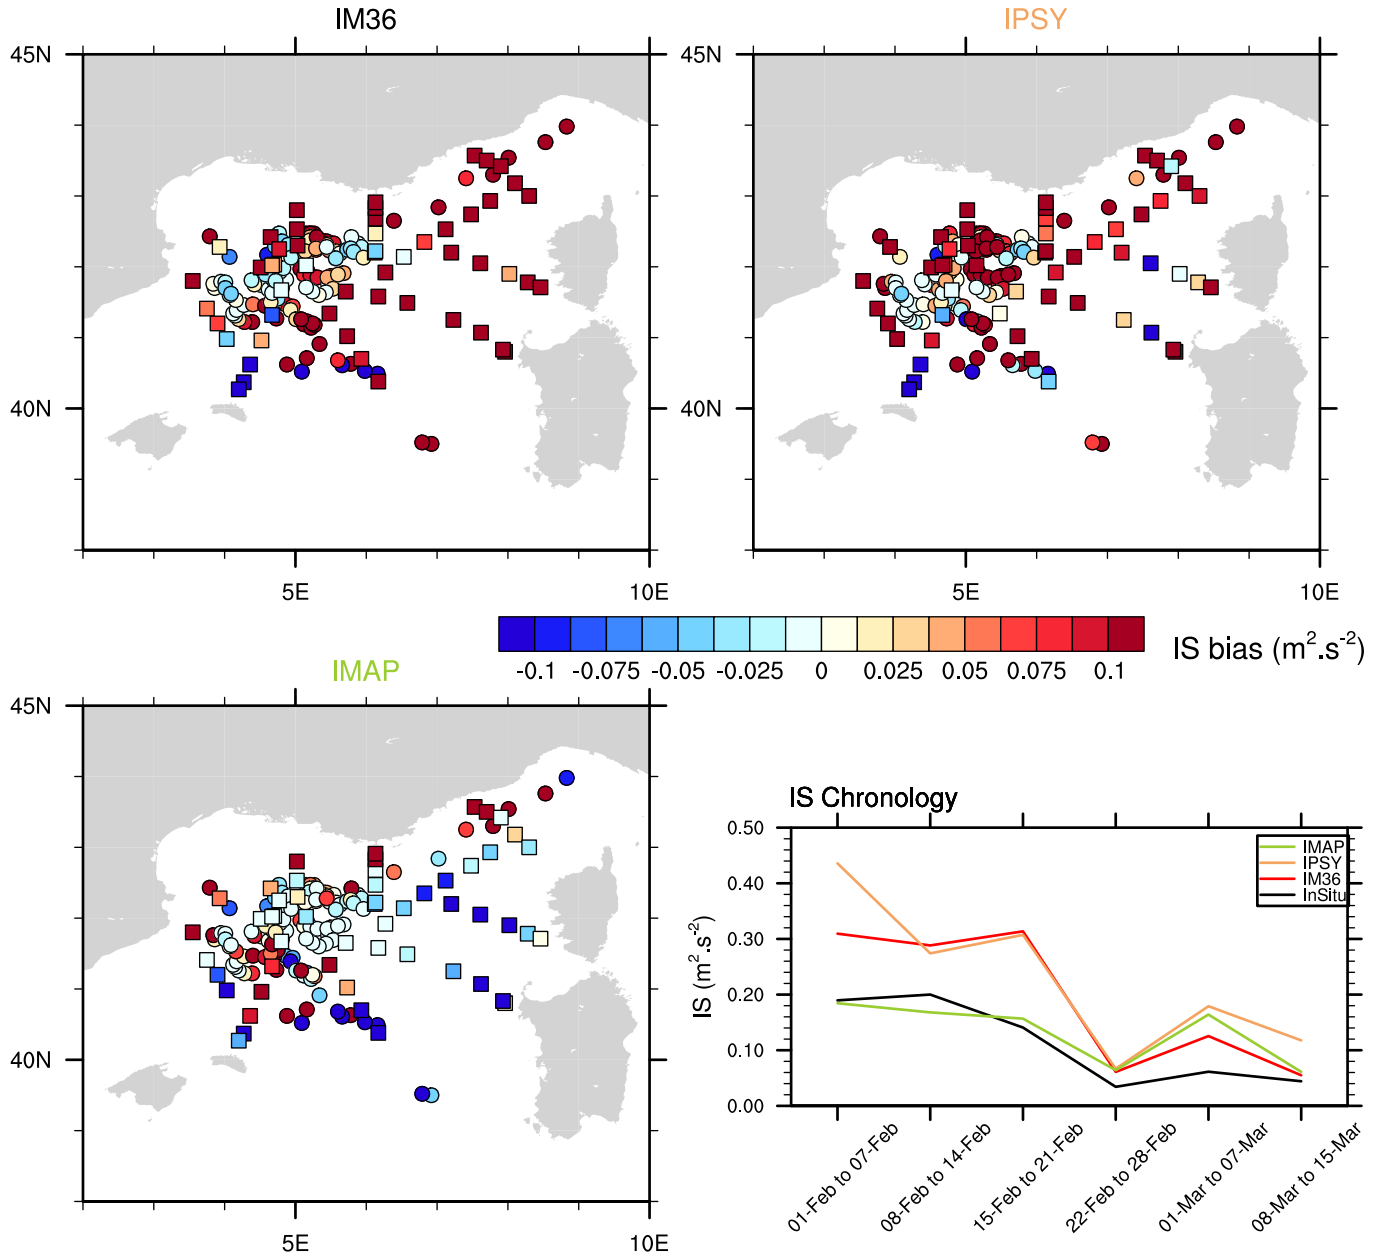 IM36
IPSY
45N
45N
40N
40N
5E
10E
5E
10E
-0.1 -0.075 -0.05 -0.025 0 0.025 0.05 0.075 0.1
IS bias (m².s⁻²)
IMAP
45N
40N
5E
10E
IS Chronology
IS (m².s⁻²)
0.50
0.40
0.30
0.20
0.10
0.00
IMAP
IPSY
IM36
InSitu
01-Feb to 07-Feb
08-Feb to 14-Feb
15-Feb to 21-Feb
22-Feb to 28-Feb
01-Mar to 07-Mar
08-Mar to 15-Mar